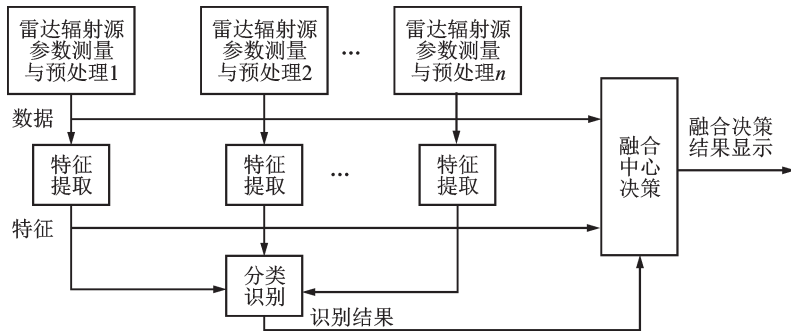 雷达辐射源
参数测量
与预处理1
雷达辐射源
参数测量
与预处理2
...
雷达辐射源
参数测量
与预处理n
数据
特征
提取
特征
提取
...
特征
提取
融合
中心
决策
融合决策
结果显示
特征
分类
识别
识别结果